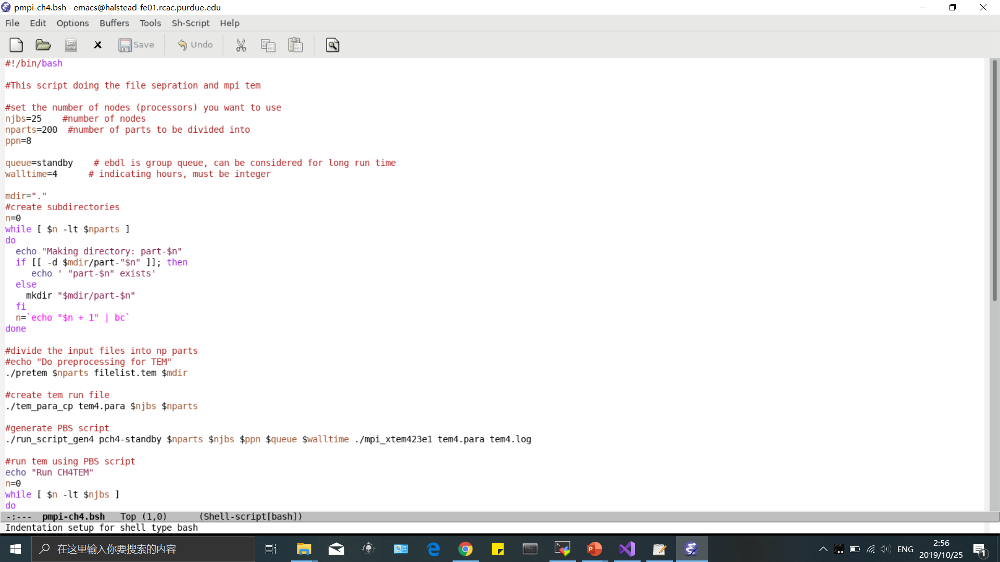 pmpi-ch4.bsh - emacs@halstead-fe01.rcac.purdue.edu
File Edit Options Buffers Tools Sh-Script Help
Save Undo
#!/bin/bash
#This script doing the file sepration and mpi tem
#set the number of nodes (processors) you want to use
njbs=25    #number of nodes
nparts=200  #number of parts to be divided into
ppn=8
queue=standby    # ebdl is group queue, can be considered for long run time
walltime=4      # indicating hours, must be integer
mdir="."
#create subdirectories
n=0
while [ $n -lt $nparts ]
do
  echo "Making directory: part-$n"
  if [[ -d $mdir/part-"$n" ]]; then
     echo ' "part-$n" exists'
  else
    mkdir "$mdir/part-$n"
  fi
  n=`echo "$n + 1" | bc`
done
#divide the input files into np parts
#echo "Do preprocessing for TEM"
./pretem $nparts filelist.tem $mdir
#create tem run file
./tem_para_cp tem4.para $njbs $nparts
#generate PBS script
./run_script_gen4 pch4-standby $nparts $njbs $ppn $queue $walltime ./mpi_xtem423e1 tem4.para tem4.log
#run tem using PBS script
echo "Run CH4TEM"
n=0
while [ $n -lt $njbs ]
do
-:---  pmpi-ch4.bsh   Top (1,0)      (Shell-script[bash])
Indentation setup for shell type bash
在这里输入你要搜索的内容
ENG
2:56
2019/10/25
1